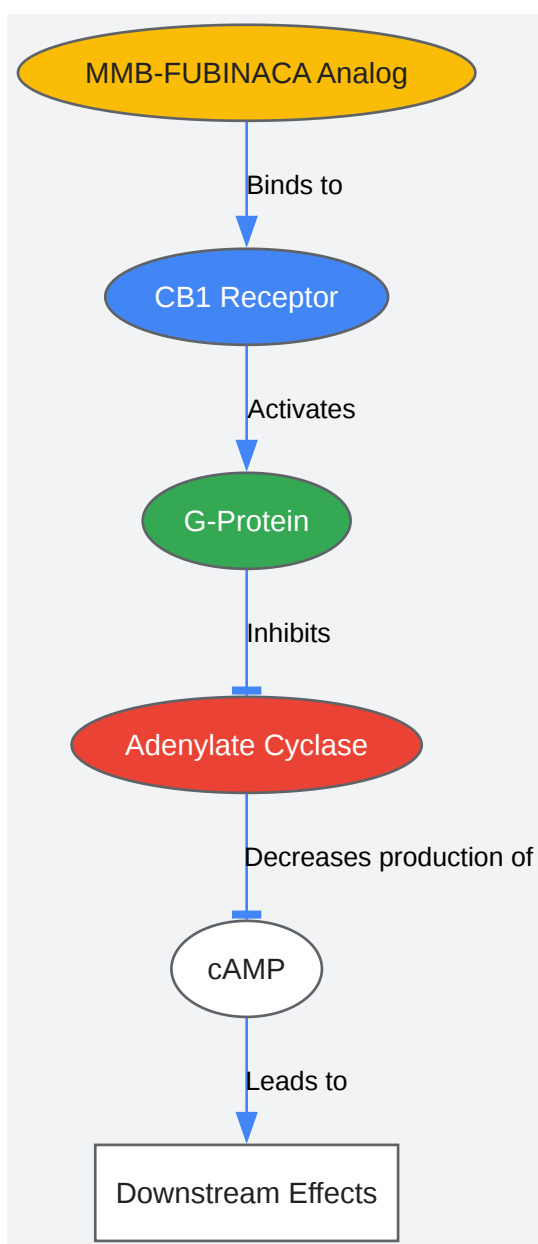 MMB-FUBINACA Analog
Binds to
CB1 Receptor
Activates
G-Protein
Inhibits
Adenylate Cyclase
Decreases production of
cAMP
Leads to
Downstream Effects